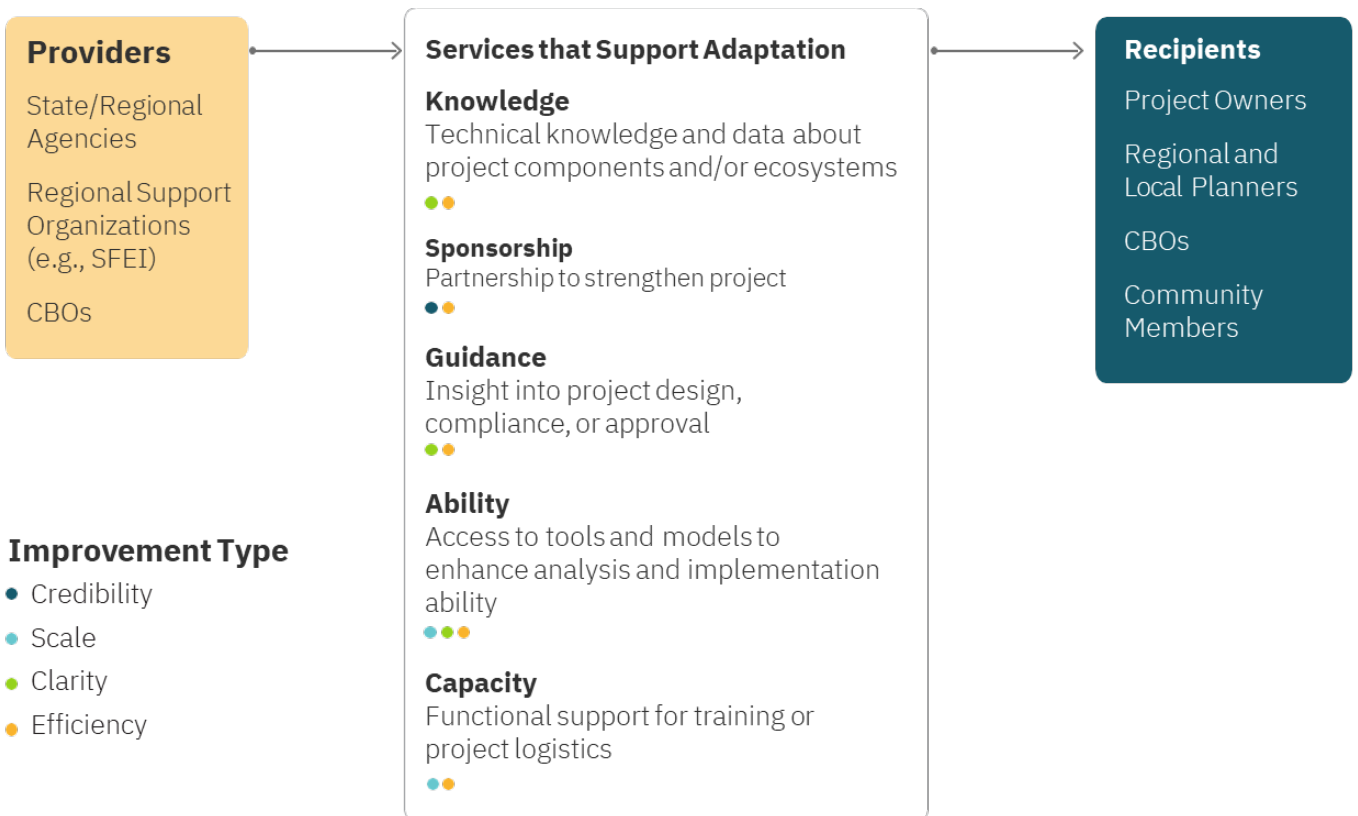 Providers
State/Regional
Agencies
Regional Support
Organizations
(e.g., SFEI)
CBOs
Services that Support Adaptation
Knowledge
Technical knowledge and data about
project components and/or ecosystems
Sponsorship
Partnership to strengthen project
Guidance
Insight into project design,
compliance, or approval
Ability
Access to tools and models to
enhance analysis and implementation
ability
Capacity
Functional support for training or
project logistics
Recipients
Project Owners
Regional and
Local Planners
CBOs
Community
Members
Improvement Type
Credibility
Scale
Clarity
Efficiency